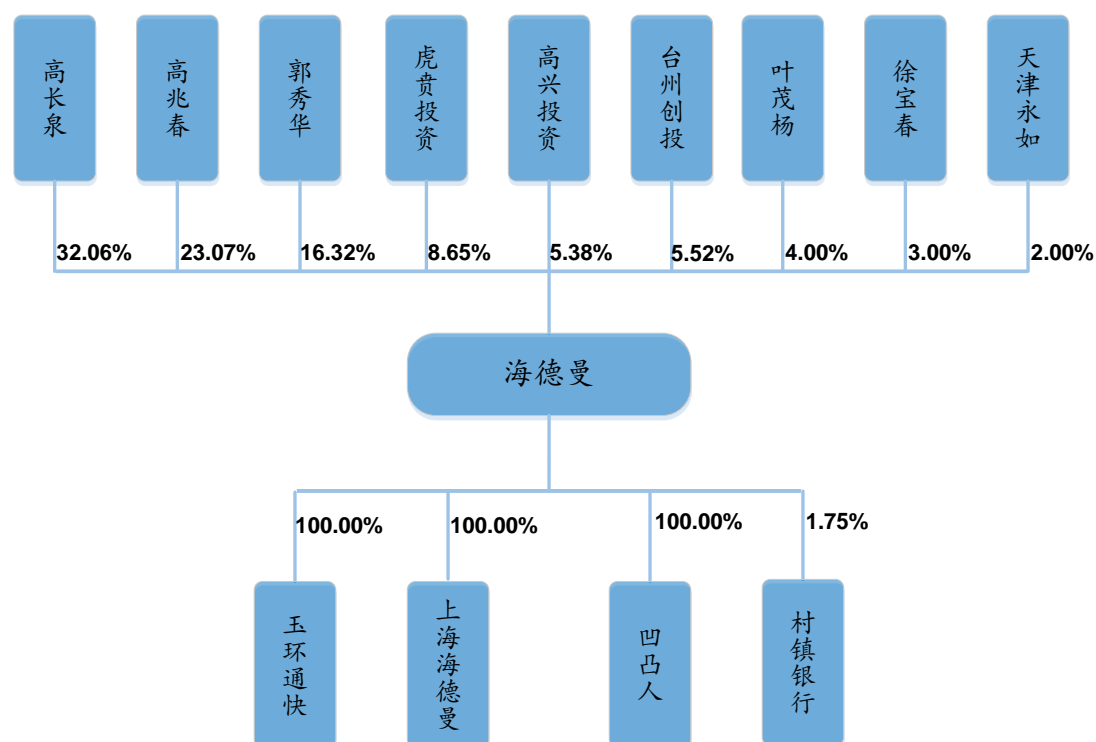 高长泉
高兆春
郭秀华
虎贲投资
高兴投资
台州创投
叶茂杨
徐宝春
天津永如
32.06%
23.07%
16.32%
8.65%
5.38%
5.52%
4.00%
3.00%
2.00%
海德曼
100.00%
100.00%
100.00%
1.75%
玉环通快
上海海德曼
凹凸人
村镇银行